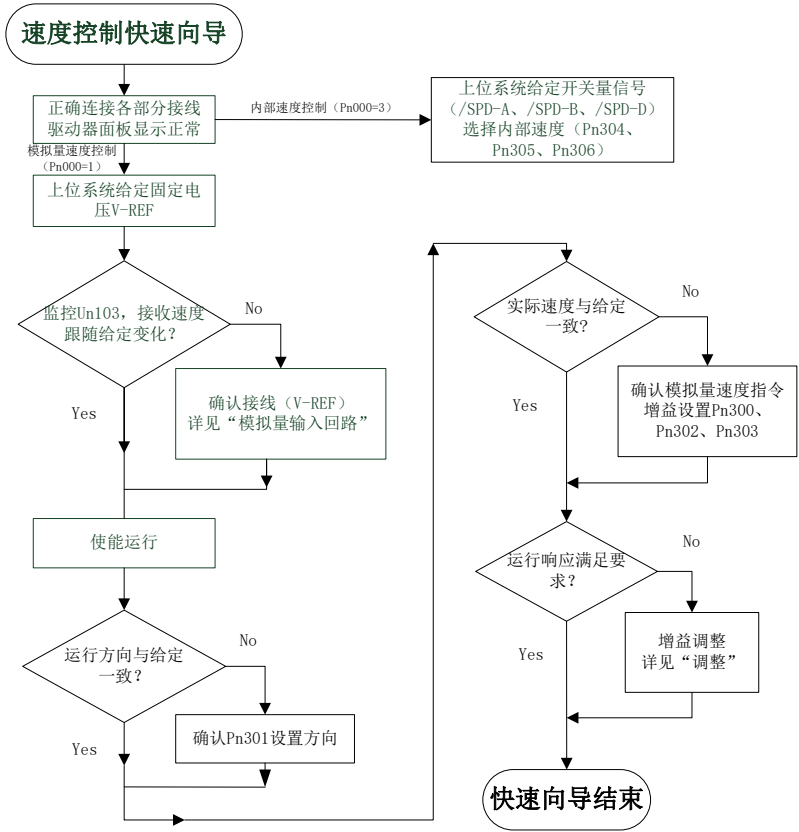 速度控制快速向导
正确连接各部分接线
驱动器面板显示正常
内部速度控制（Pn000=3）
上位系统给定开关量信号
（/SPD-A、/SPD-B、/SPD-D）
选择内部速度（Pn304、
Pn305、Pn306）
模拟量速度控制
（Pn000=1）
上位系统给定固定电
压V-REF
监控Un103，接收速度
跟随给定变化？
No
Yes
确认接线（V-REF）
详见“模拟量输入回路”
使能运行
运行方向与给定
一致？
No
Yes
确认Pn301设置方向
实际速度与给定
一致？
No
Yes
确认模拟量速度指令
增益设置Pn300、
Pn302、Pn303
运行响应满足要
求？
No
Yes
增益调整
详见“调整”
快速向导结束